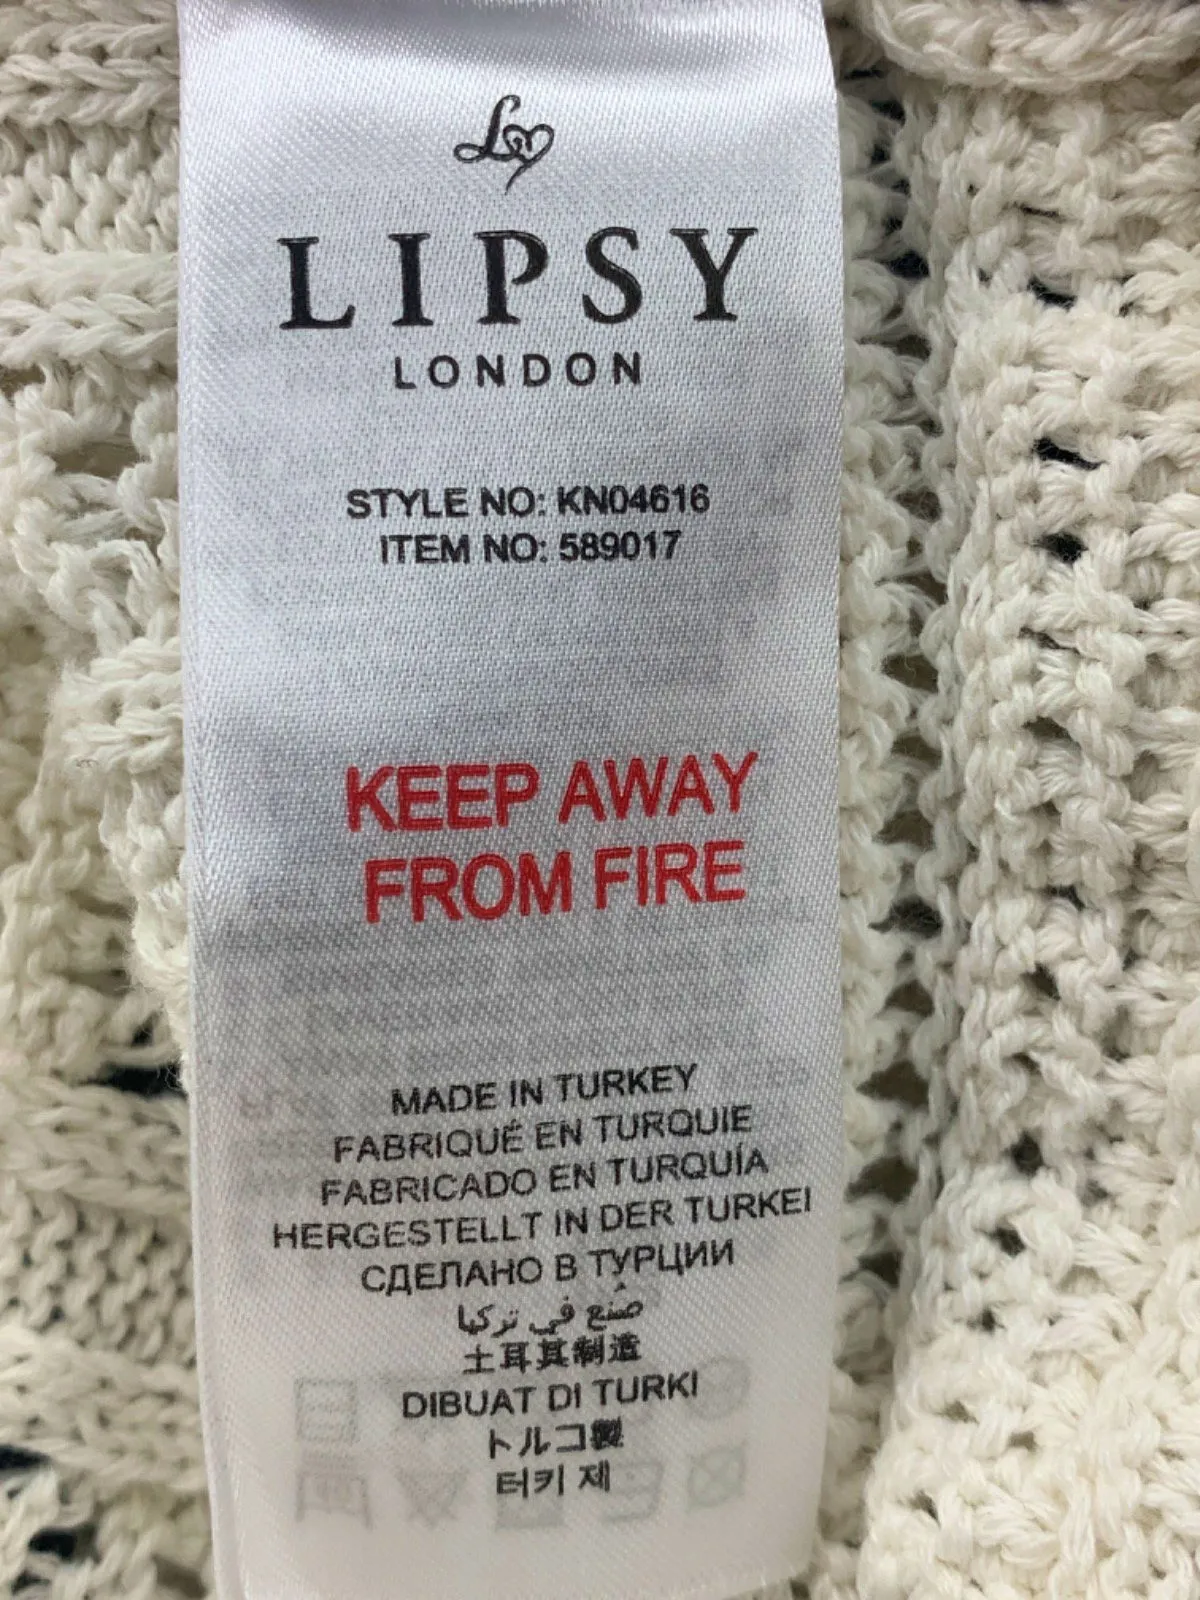 LIPSY
LONDON
STYLE NO: KN04616
ITEM NO: 589017
KEEP AWAY
FROM FIRE
MADE IN TURKEY
FABRIQUÉ EN TURQUIE
FABRICADO EN TURQUÍA
HERGESTELLT IN DER TURKEI
СДЕЛАНО В ТУРЦИИ
صُنع في تركيا
土耳其制造
DIBUAT DI TURKI
トルコ製
터키 제